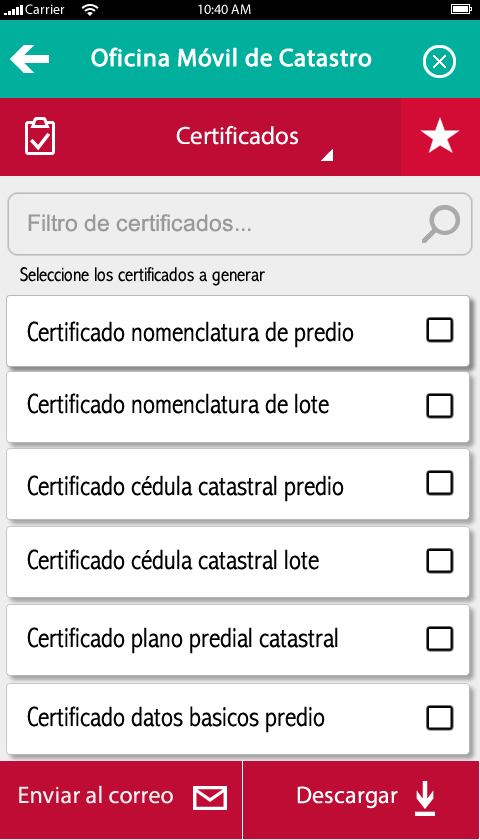 Carrier 10:40 AM
Oficina Móvil de Catastro
Certificados
Filtro de certificados...
Seleccione los certificados a generar
Certificado nomenclatura de predio
Certificado nomenclatura de lote
Certificado cédula catastral predio
Certificado cédula catastral lote
Certificado plano predial catastral
Certificado datos basicos predio
Enviar al correo Descargar